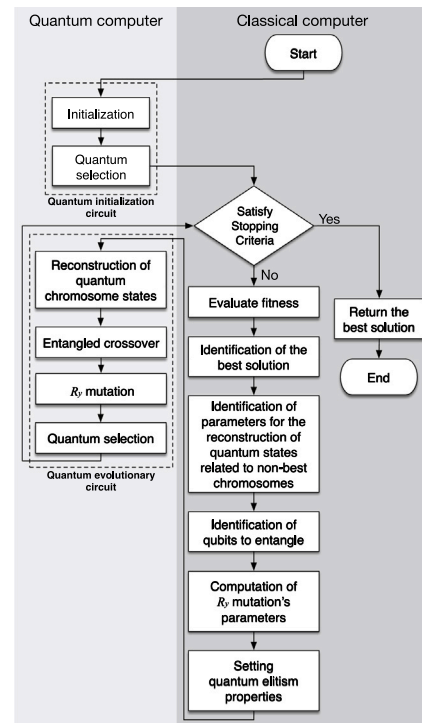 Quantum computer
Classical computer
Start
Initialization
Quantum
selection
Quantum initialization
circuit
Satisfy
Stopping
Criteria
Yes
No
Reconstruction of
quantum
chromosome states
Entangled crossover
Ry mutation
Quantum selection
Quantum evolutionary
circuit
Evaluate fitness
Identification of the
best solution
Identification of
parameters for the
reconstruction of
quantum states
related to non-best
chromosomes
Identification of
qubits to entangle
Computation of
Ry mutation's
parameters
Setting
quantum elitism
properties
Return the
best solution
End